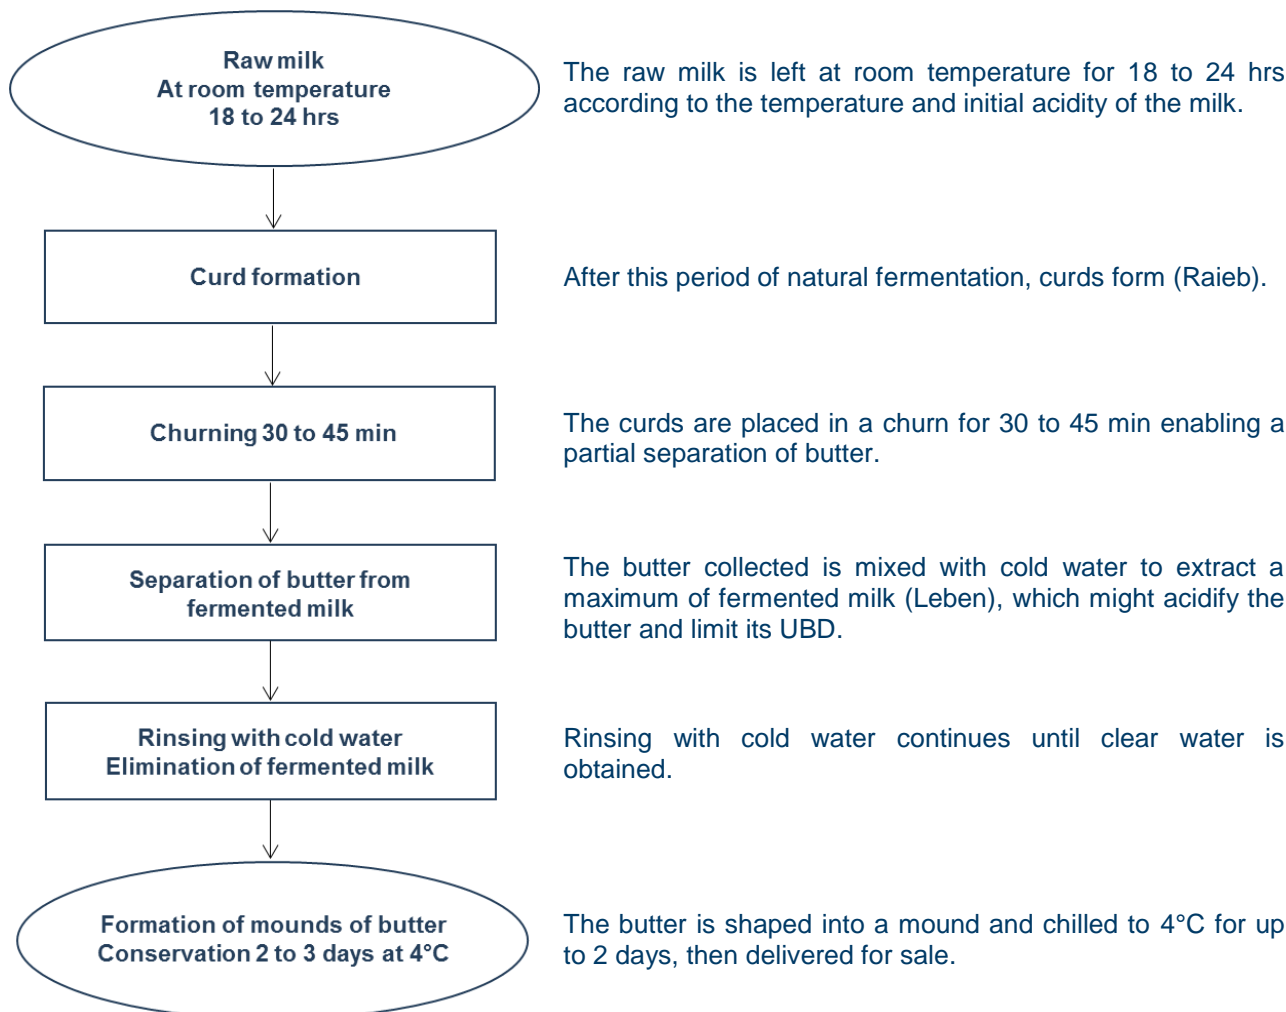 Raw milk
At room temperature
18 to 24 hrs
The raw milk is left at room temperature for 18 to 24 hrs
according to the temperature and initial acidity of the milk.
Curd formation
After this period of natural fermentation, curds form (Raieb).
Churning 30 to 45 min
The curds are placed in a churn for 30 to 45 min enabling a
partial separation of butter.
Separation of butter from
fermented milk
The butter collected is mixed with cold water to extract a
maximum of fermented milk (Leben), which might acidify the
butter and limit its UBD.
Rinsing with cold water
Elimination of fermented milk
Rinsing with cold water continues until clear water is
obtained.
Formation of mounds of butter
Conservation 2 to 3 days at 4°C
The butter is shaped into a mound and chilled to 4°C for up
to 2 days, then delivered for sale.